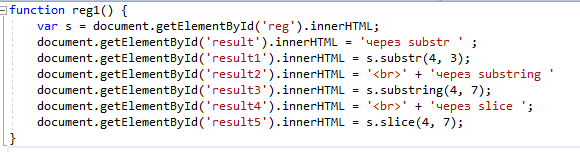 function reg1() {
var s = document.getElementById('reg').innerHTML;
document.getElementById('result').innerHTML = 'через substr ' ;
document.getElementById('result1').innerHTML = s.substr(4, 3);
document.getElementById('result2').innerHTML = '<br>' + 'через substring '
document.getElementById('result3').innerHTML = s.substring(4, 7);
document.getElementById('result4').innerHTML = '<br>' + 'через slice ';
document.getElementById('result5').innerHTML = s.slice(4, 7);
}